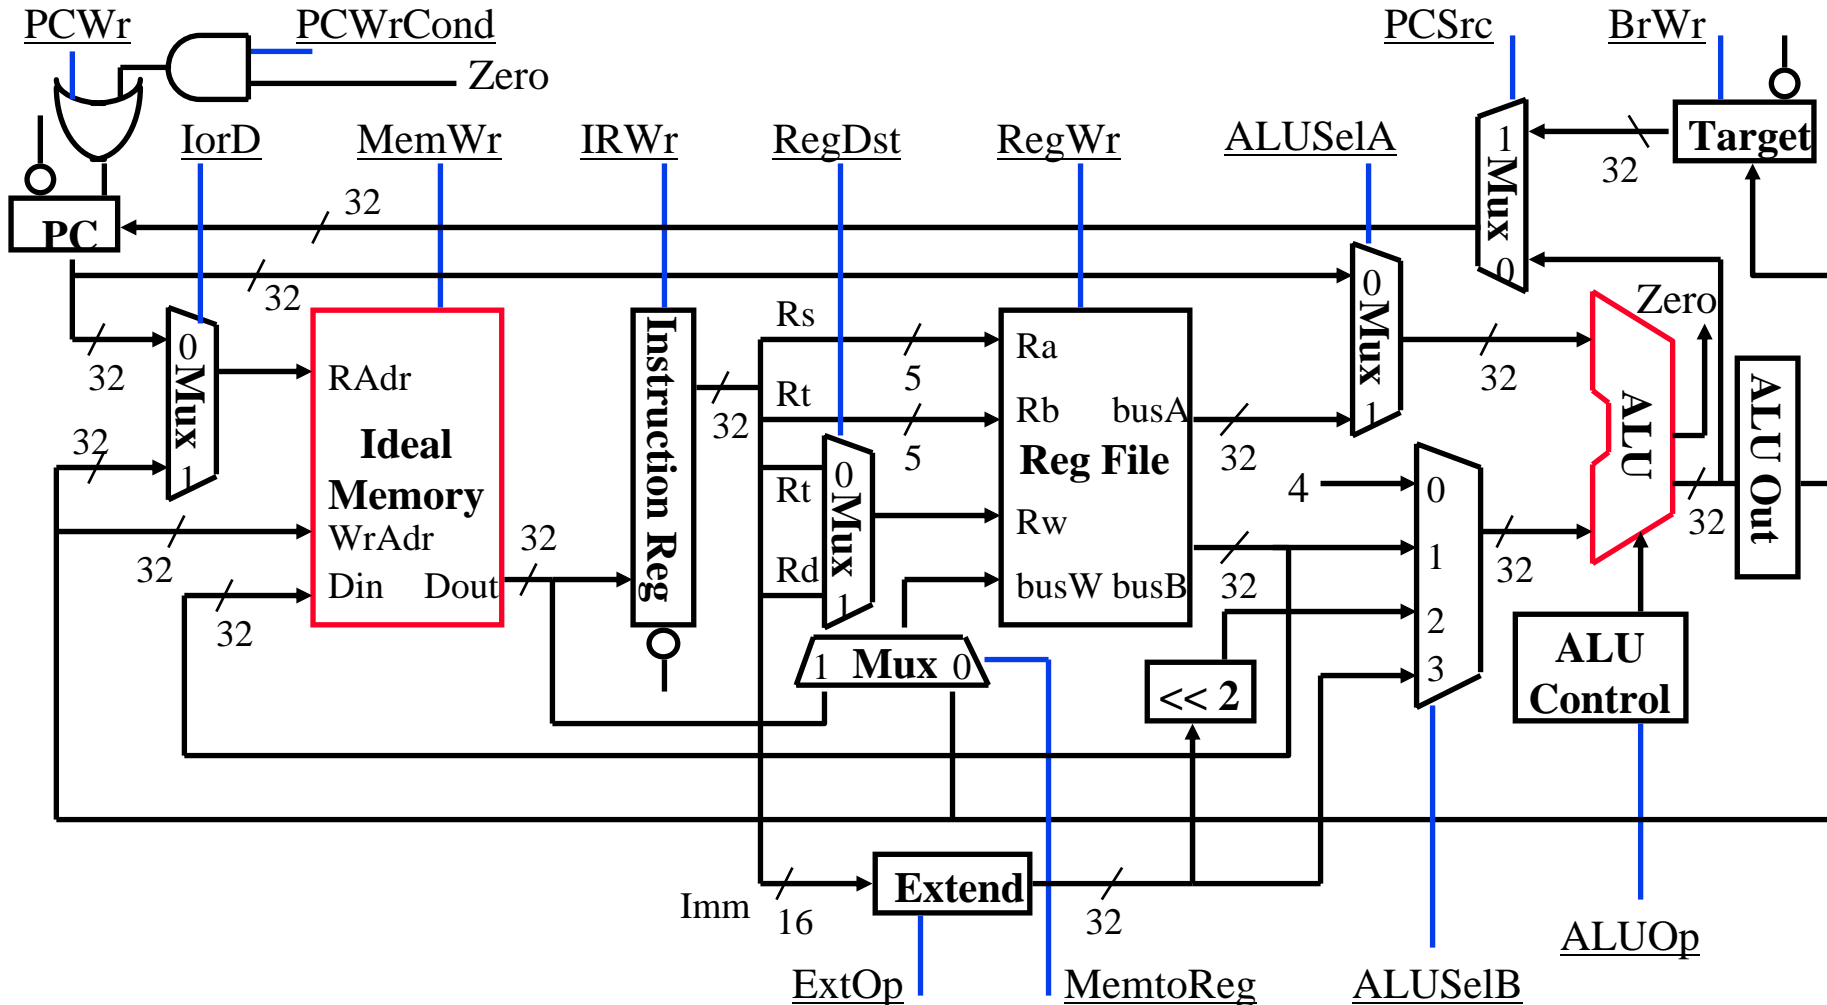 PCWr
PCWrCond
PCSrc
BrWr
Zero
IorD
MemWr
IRWr
RegDst
RegWr
ALUSelA
1
Mux
0
32
Target
PC
32
32
0
Mux
1
32
32
32
32
RAdr
Ideal
Memory
WrAdr
Din
Dout
32
Instruction Reg
32
Rs
5
Rt
5
Rt
Rd
0
Mux
1
Ra
Rb
busA
Reg File
Rw
busW
busB
32
32
0
Mux
1
32
4
0
1
2
3
32
Zero
ALU
32
ALU Out
1
Mux
0
<< 2
ALU
Control
Imm
16
Extend
32
ALUOp
ExtOp
MemtoReg
ALUSelB